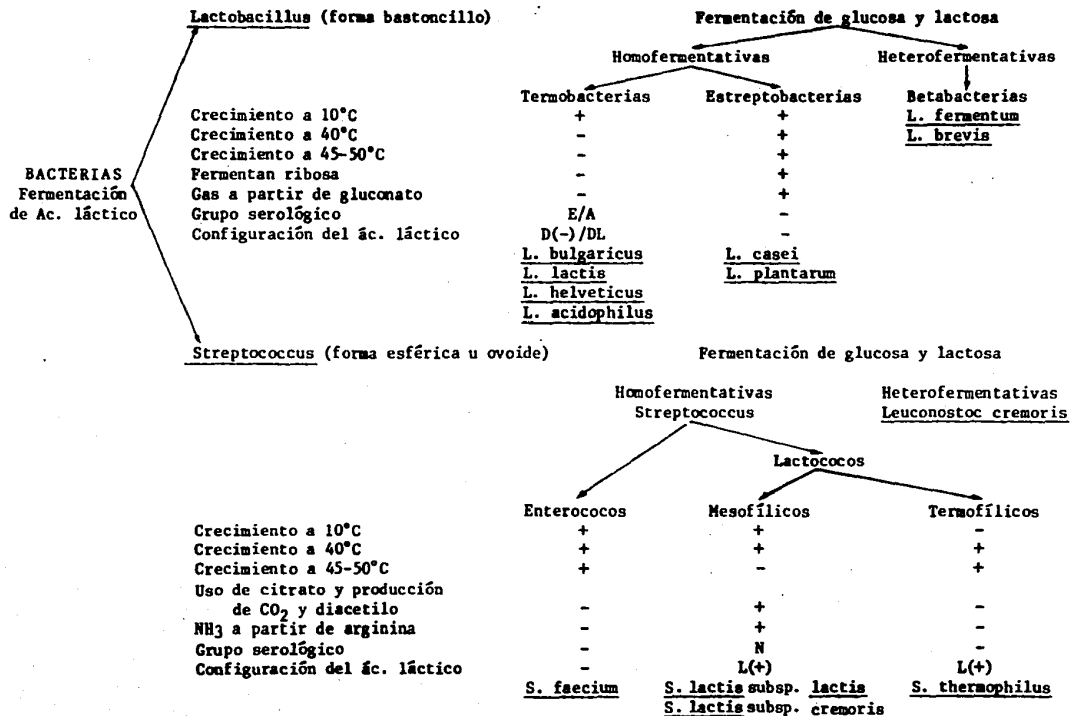 Lactobacillus (forma bastoncillo) Fermentación de glucosa y lactosa
Homofermentativas Heterofermentativas
Termobacterias Estreptobacterias Betabacterias
Crecimiento a 10°C + + L. fermentum
Crecimiento a 40°C - + L. brevis
Crecimiento a 45-50°C - +
BACTERIAS Fermentan ribosa - +
Fermentación Gas a partir de gluconato - +
de Ac. láctico Grupo serológico E/A -
Configuración del ác. láctico D(-)/DL -
L. bulgaricus L. casei
L. lactis L. plantarum
L. helveticus
L. acidophilus
Streptococcus (forma esférica u ovoide) Fermentación de glucosa y lactosa
Homofermentativas Heterofermentativas
Streptococcus Leuconostoc cremoris
Lactococos
Enterococos Mesofílicos Termofílicos
Crecimiento a 10°C + + -
Crecimiento a 40°C + + +
Crecimiento a 45-50°C + - +
Uso de citrato y producción
de CO2 y diacetilo - + -
NH3 a partir de arginina - + -
Grupo serológico - N -
Configuración del ác. láctico - L(+) L(+)
S. faecium S. lactis subsp. lactis S. thermophilus
S. lactis subsp. cremoris